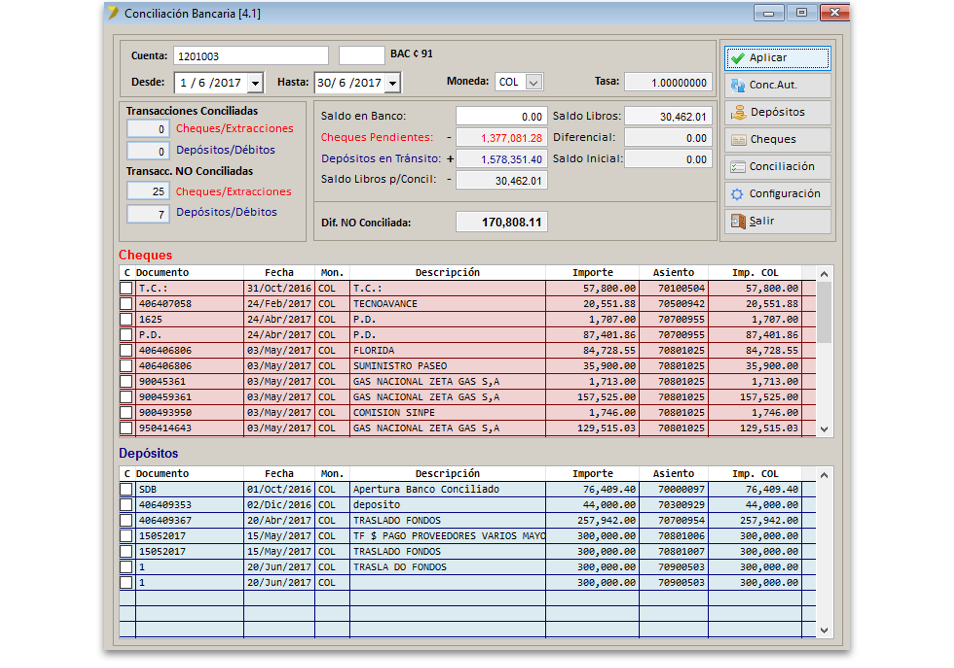 Conciliación Bancaria [4.1]
Cuenta: 1201003 BAC ¢ 91
Desde: 1 / 6 /2017 Hasta: 30/ 6 /2017 Moneda: COL Tasa: 1.00000000
Transacciones Conciliadas
0 Cheques/Extracciones
0 Depósitos/Débitos
Transacc. NO Conciliadas
25 Cheques/Extracciones
7 Depósitos/Débitos
Saldo en Banco: 0.00 Saldo Libros: 30,462.01
Cheques Pendientes: - 1,377,081.28 Diferencial: 0.00
Depósitos en Tránsito: + 1,578,351.40 Saldo Inicial: 0.00
Saldo Libros p/Concil: - 30,462.01
Dif. NO Conciliada: 170,808.11
Aplicar
Conc.Aut.
Depósitos
Cheques
Conciliación
Configuración
Salir
Cheques
C Documento Fecha Mon. Descripción Importe Asiento Imp. COL
T.C.: 31/Oct/2016 COL T.C.: 57,800.00 70100504 57,800.00
406407058 24/Feb/2017 COL TECNOAVANCE 20,551.88 70500942 20,551.88
1625 24/Abr/2017 COL P.D. 1,707.00 70700955 1,707.00
P.D. 24/Abr/2017 COL P.D. 87,401.86 70700955 87,401.86
406406806 03/May/2017 COL FLORIDA 84,728.55 70801025 84,728.55
406406806 03/May/2017 COL SUMINISTRO PASEO 35,900.00 70801025 35,900.00
90045361 03/May/2017 COL GAS NACIONAL ZETA GAS S,A 1,713.00 70801025 1,713.00
900459361 03/May/2017 COL GAS NACIONAL ZETA GAS S,A 157,525.00 70801025 157,525.00
900493950 03/May/2017 COL COMISION SINPE 1,746.00 70801025 1,746.00
950414643 03/May/2017 COL GAS NACIONAL ZETA GAS S,A 129,515.03 70801025 129,515.03
Depósitos
C Documento Fecha Mon. Descripción Importe Asiento Imp. COL
SDB 01/Oct/2016 COL Apertura Banco Conciliado 76,409.40 70000097 76,409.40
406409353 02/Dic/2016 COL deposito 44,000.00 70300929 44,000.00
406409367 20/Abr/2017 COL TRASLADO FONDOS 257,942.00 70700954 257,942.00
15052017 15/May/2017 COL TF $ PAGO PROVEEDORES VARIOS MAYO 300,000.00 70801006 300,000.00
15052017 15/May/2017 COL TRASLADO FONDOS 300,000.00 70801007 300,000.00
1 20/Jun/2017 COL TRASLA DO FONDOS 300,000.00 70900503 300,000.00
1 20/Jun/2017 COL 300,000.00 70900503 300,000.00